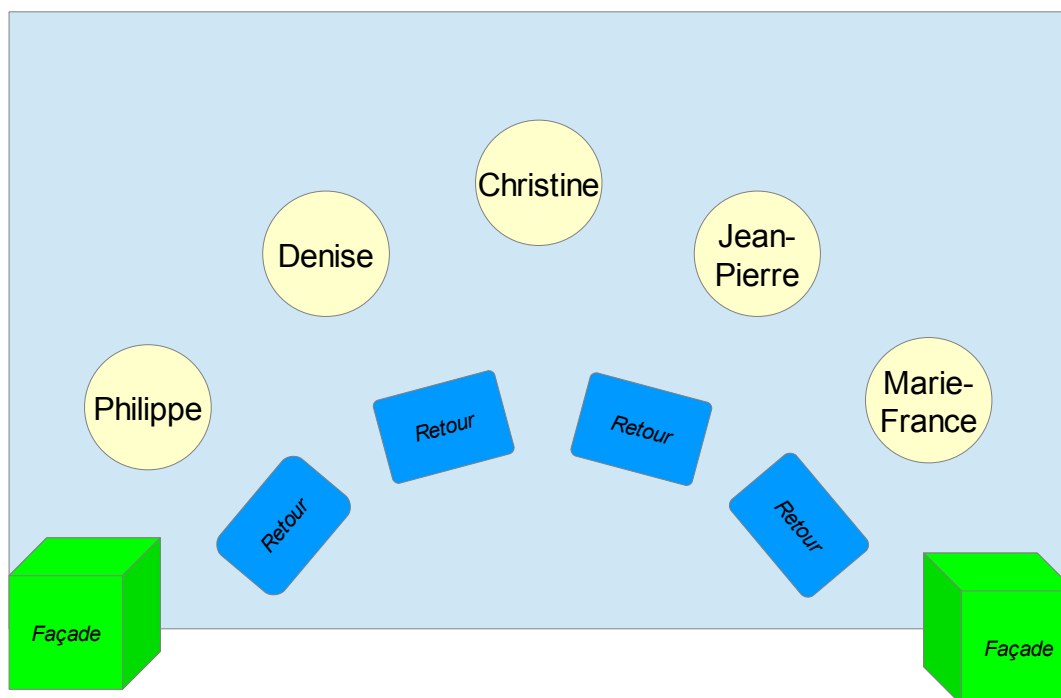 Christine
Denise
Jean-
Pierre
Philippe
Marie-
France
Retour
Retour
Retour
Retour
Façade
Façade